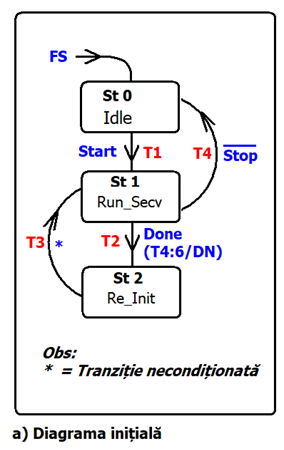 FS
St 0
Idle
Start T1 T4 S̅t̅o̅p̅
St 1
Run_Secv
T3 * T2 Done
(T4:6/DN)
St 2
Re_Init
Obs:
* = Tranziție necondiționată
a) Diagrama inițială